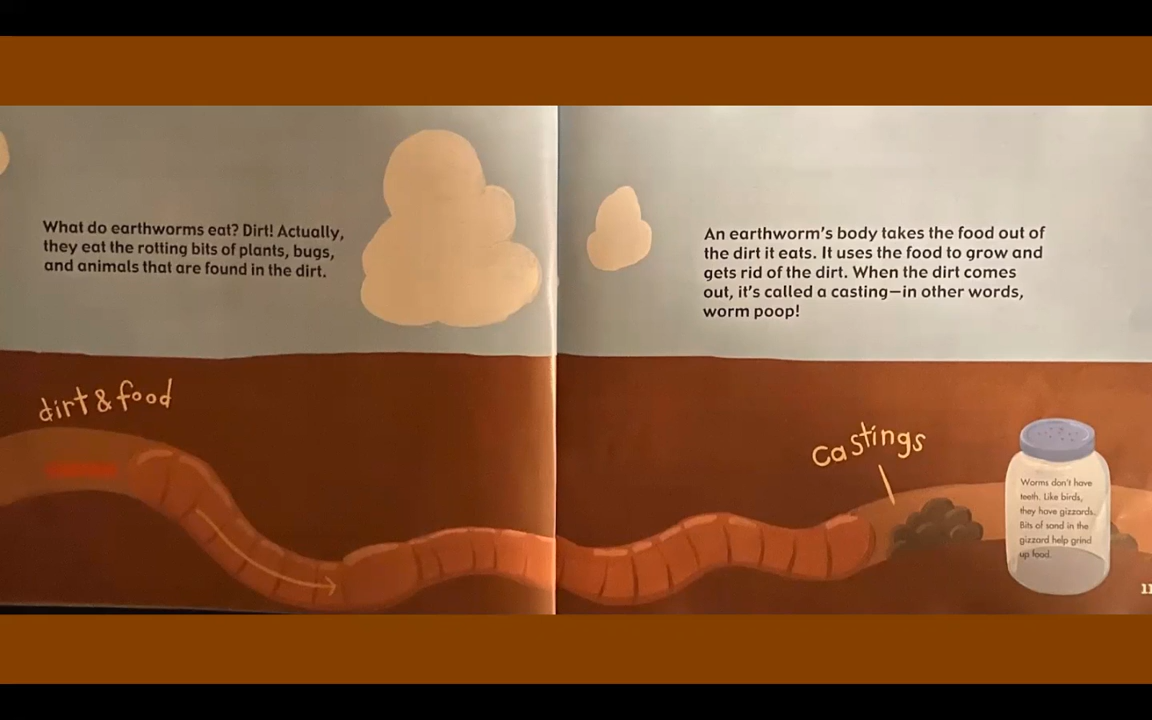 What do earthworms eat? Dirt! Actually,
they eat the rotting bits of plants, bugs,
and animals that are found in the dirt.
dirt & food
An earthworm's body takes the food out of
the dirt it eats. It uses the food to grow and
gets rid of the dirt. When the dirt comes
out, it's called a casting—in other words,
worm poop!
castings
Worms don't have
teeth. Like birds,
they have gizzards.
Bits of sand in the
gizzard help grind
up food.
11